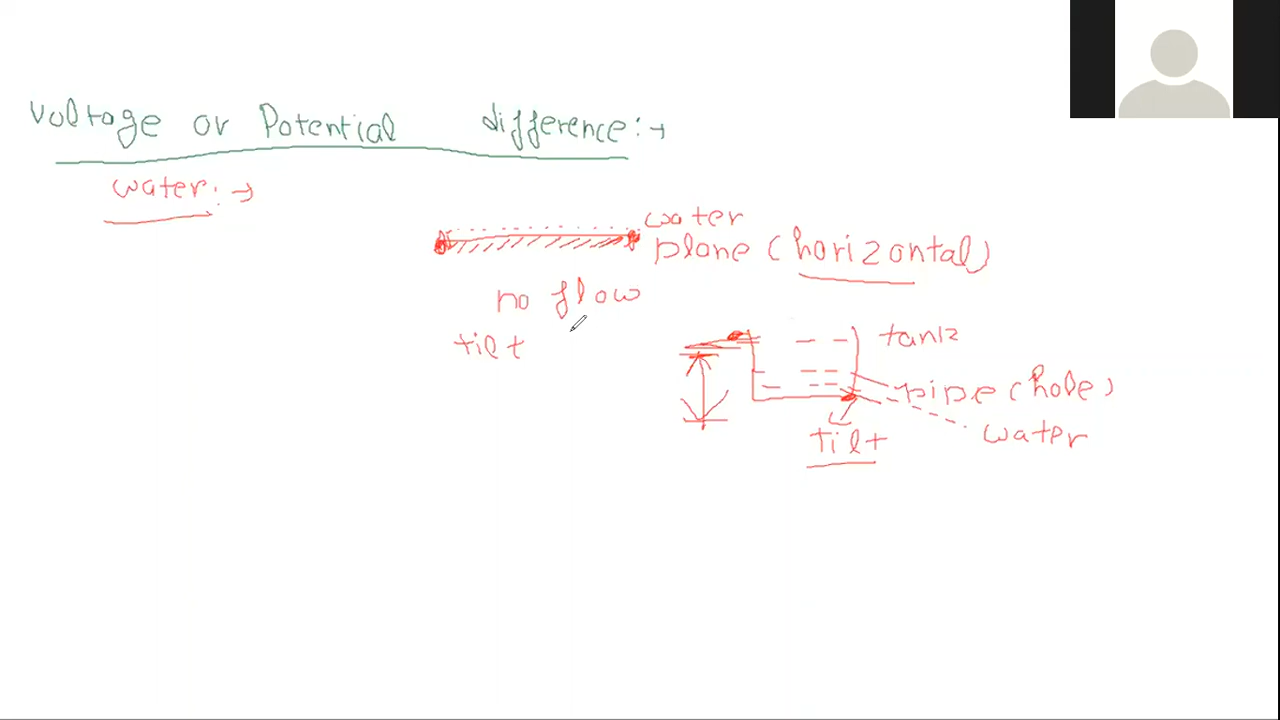 Voltage or Potential difference:→
water:→
water
plane (horizontal)
no flow
tilt
tank
pipe (hole)
water
tilt